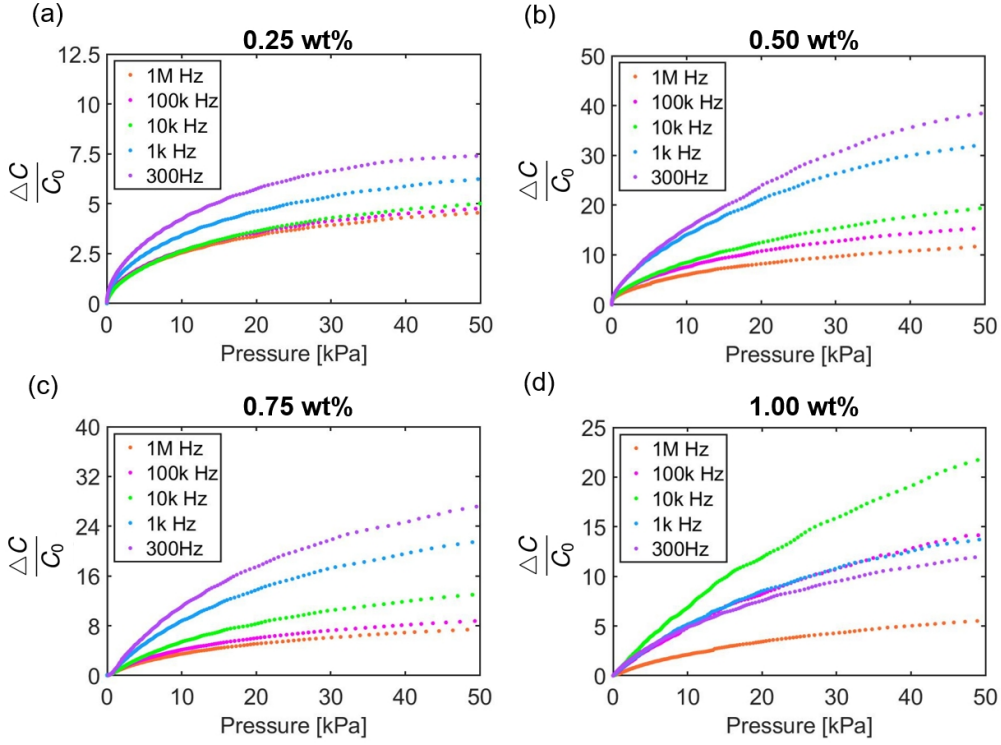 (a)
0.25 wt%
12.5
10
7.5
5
2.5
0
△C
C₀
1M Hz
100k Hz
10k Hz
1k Hz
300Hz
0 10 20 30 40 50
Pressure [kPa]
(b)
0.50 wt%
50
40
30
20
10
0
△C
C₀
1M Hz
100k Hz
10k Hz
1k Hz
300Hz
0 10 20 30 40 50
Pressure [kPa]
(c)
0.75 wt%
40
32
24
16
8
0
△C
C₀
1M Hz
100k Hz
10k Hz
1k Hz
300Hz
0 10 20 30 40 50
Pressure [kPa]
(d)
1.00 wt%
25
20
15
10
5
0
△C
C₀
1M Hz
100k Hz
10k Hz
1k Hz
300Hz
0 10 20 30 40 50
Pressure [kPa]